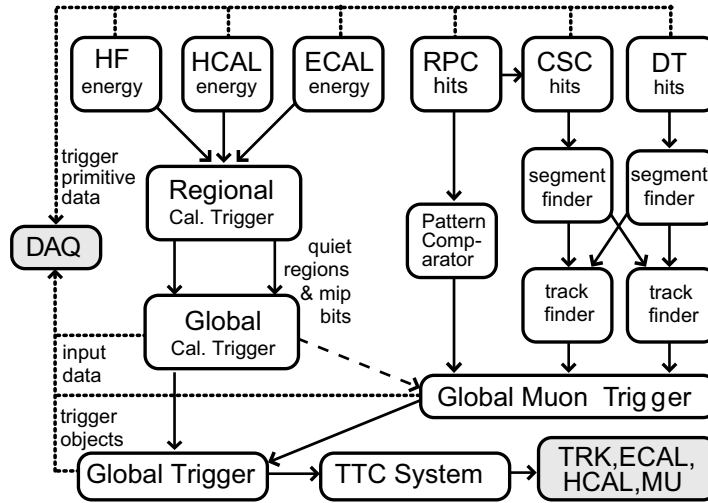 HF
energy
HCAL
energy
ECAL
energy
RPC
hits
CSC
hits
DT
hits
trigger
primitive
data
Regional
Cal. Trigger
segment
finder
segment
finder
DAQ
Pattern
Comp-
arator
quiet
regions
& mip
bits
Global
Cal. Trigger
track
finder
track
finder
input
data
Global Muon Trigger
trigger
objects
Global Trigger
TTC System
TRK,ECAL,
HCAL,MU